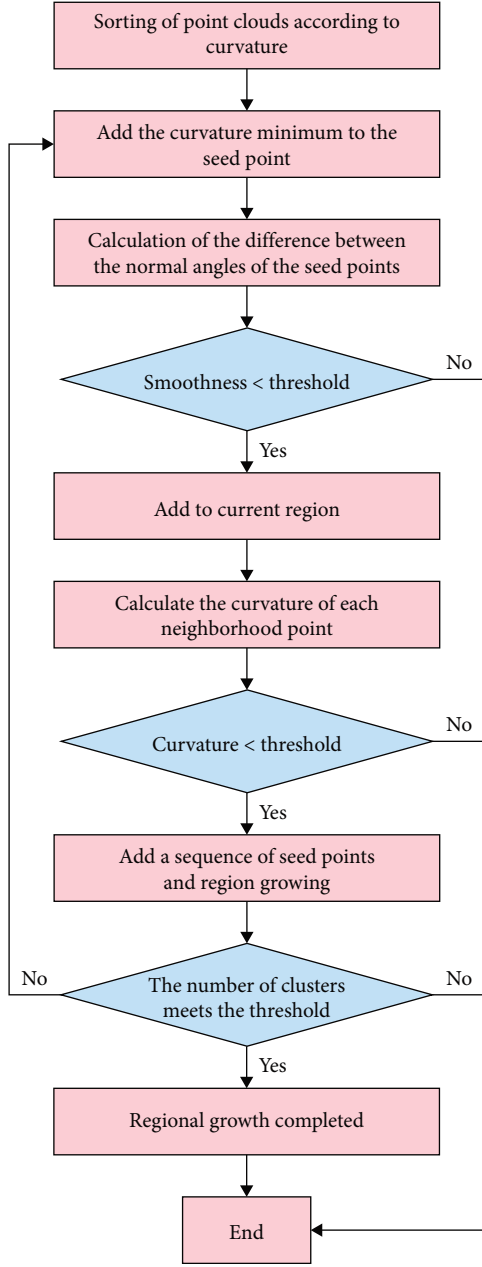 Sorting of point clouds according to
curvature
Add the curvature minimum to the
seed point
Calculation of the difference between
the normal angles of the seed points
Smoothness < threshold
No
Yes
Add to current region
Calculate the curvature of each
neighborhood point
Curvature < threshold
No
Yes
Add a sequence of seed points
and region growing
No
The number of clusters
meets the threshold
No
Yes
Regional growth completed
End